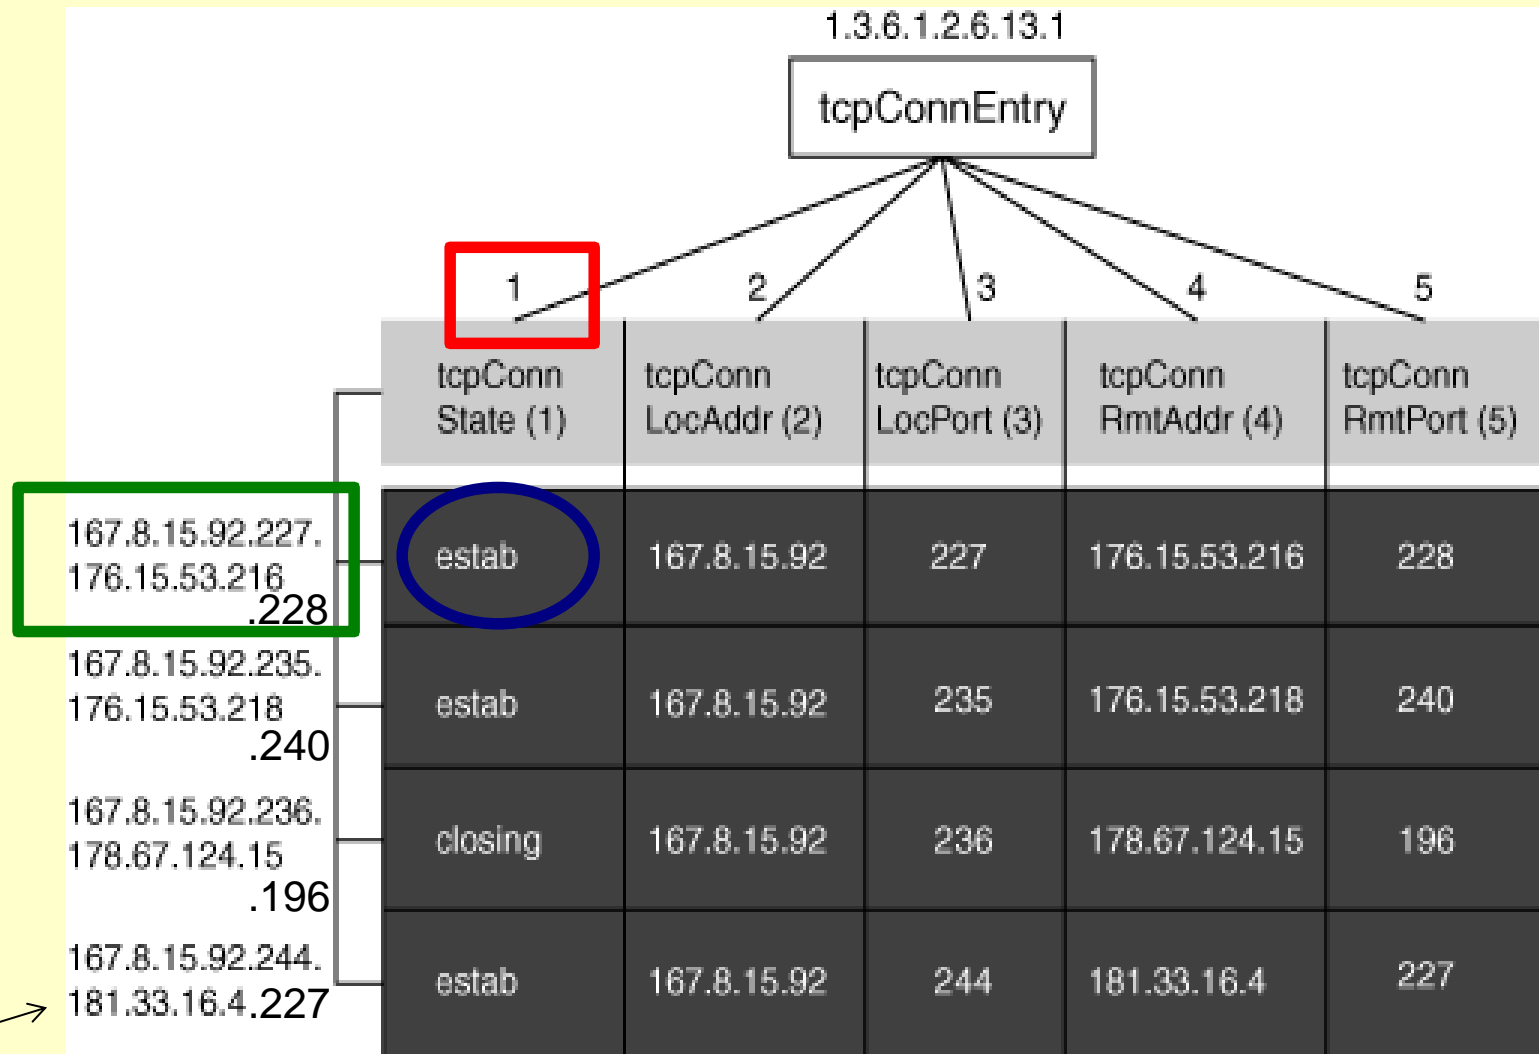 1.3.6.1.2.6.13.1
tcpConnEntry
1 2 3 4 5
tcpConn tcpConn tcpConn tcpConn tcpConn
State (1) LocAddr (2) LocPort (3) RmtAddr (4) RmtPort (5)
167.8.15.92.227.
176.15.53.216
.228
estab 167.8.15.92 227 176.15.53.216 228
167.8.15.92.235.
176.15.53.218
.240
estab 167.8.15.92 235 176.15.53.218 240
167.8.15.92.236.
178.67.124.15
.196
closing 167.8.15.92 236 178.67.124.15 196
167.8.15.92.244.
181.33.16.4.227
estab 167.8.15.92 244 181.33.16.4 227